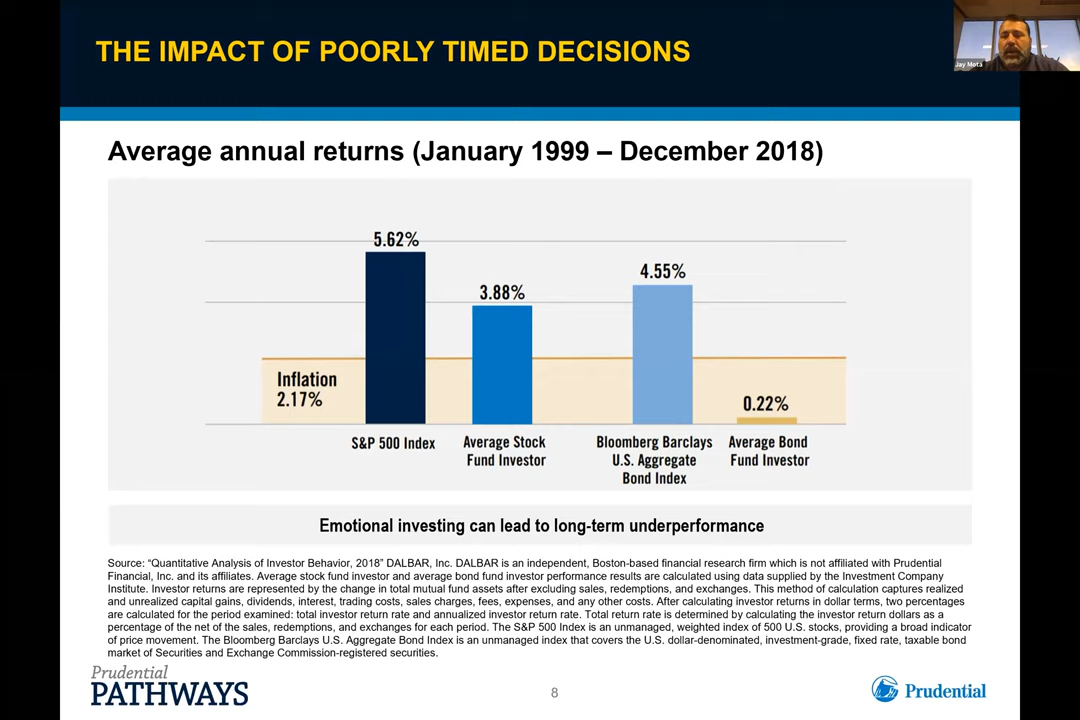 THE IMPACT OF POORLY TIMED DECISIONS
Jay Mota
Average annual returns (January 1999 – December 2018)
5.62%
3.88%
4.55%
0.22%
Inflation
2.17%
S&P 500 Index
Average Stock
Fund Investor
Bloomberg Barclays
U.S. Aggregate
Bond Index
Average Bond
Fund Investor
Emotional investing can lead to long-term underperformance
Source: “Quantitative Analysis of Investor Behavior, 2018” DALBAR, Inc. DALBAR is an independent, Boston-based financial research firm which is not affiliated with Prudential
Financial, Inc. and its affiliates. Average stock fund investor and average bond fund investor performance results are calculated using data supplied by the Investment Company
Institute. Investor returns are represented by the change in total mutual fund assets after excluding sales, redemptions, and exchanges. This method of calculation captures realized
and unrealized capital gains, dividends, interest, trading costs, sales charges, fees, expenses, and any other costs. After calculating investor returns in dollar terms, two percentages
are calculated for the period examined: total investor return rate and annualized investor return rate. Total return rate is determined by calculating the investor return dollars as a
percentage of the net of the sales, redemptions, and exchanges for each period. The S&P 500 Index is an unmanaged, weighted index of 500 U.S. stocks, providing a broad indicator
of price movement. The Bloomberg Barclays U.S. Aggregate Bond Index is an unmanaged index that covers the U.S. dollar-denominated, investment-grade, fixed rate, taxable bond
market of Securities and Exchange Commission-registered securities.
Prudential
PATHWAYS
8
Prudential